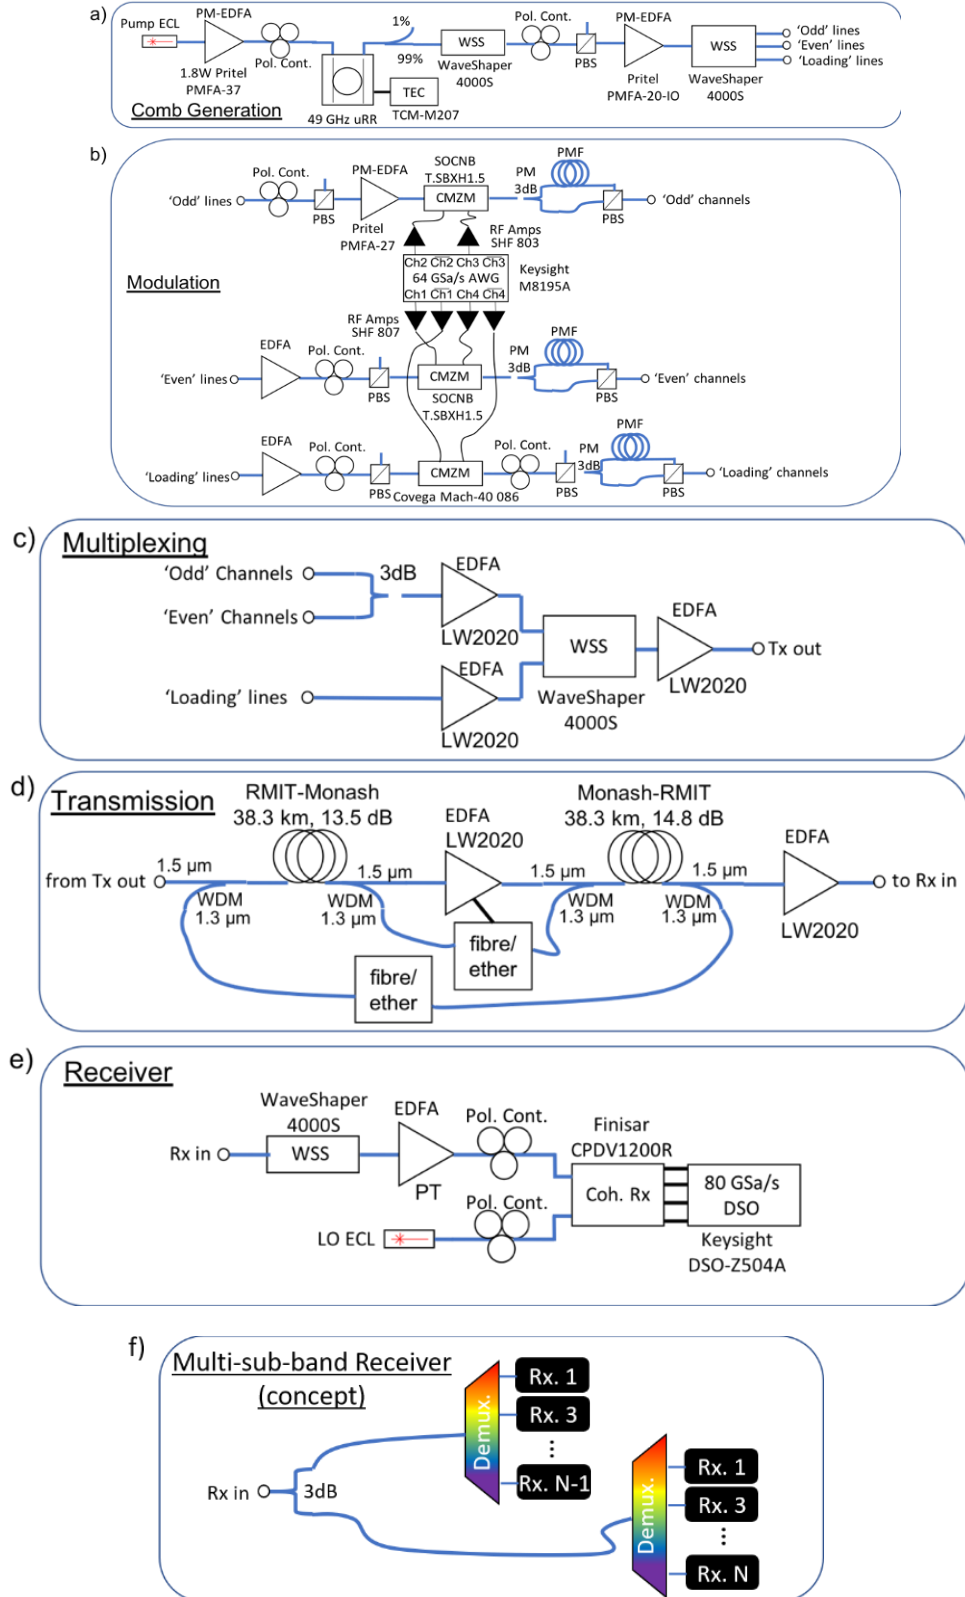 a)
Pump ECL
PM-EDFA
1.8W Pritel
PMFA-37
Pol. Cont.
1%
99%
49 GHz uRR
TEC
TCM-M207
WSS
WaveShaper
4000S
Pol. Cont.
PBS
PM-EDFA
Pritel
PMFA-20-IO
WSS
WaveShaper
4000S
'Odd' lines
'Even' lines
'Loading' lines
Comb Generation
b)
Modulation
'Odd' lines
Pol. Cont.
PBS
PM-EDFA
Pritel
PMFA-27
SOCNB
T.SBXH1.5
CMZM
PM
3dB
PMF
PBS
'Odd' channels
RF Amps
SHF 803
Ch2 Ch2 Ch3 Ch3
64 GSa/s AWG
Ch1 Ch1 Ch4 Ch4
Keysight
M8195A
RF Amps
SHF 807
'Even' lines
EDFA
Pol. Cont.
PBS
CMZM
SOCNB
T.SBXH1.5
PM
3dB
PMF
PBS
'Even' channels
'Loading' lines
EDFA
Pol. Cont.
PBS
CMZM
Covega Mach-40 086
Pol. Cont.
PBS
PM
3dB
PMF
PBS
'Loading' channels
c)
Multiplexing
'Odd' Channels
'Even' Channels
3dB
EDFA
LW2020
'Loading' lines
EDFA
LW2020
WSS
WaveShaper
4000S
EDFA
LW2020
Tx out
d)
Transmission
RMIT-Monash
38.3 km, 13.5 dB
Monash-RMIT
38.3 km, 14.8 dB
from Tx out
1.5 µm
WDM
1.3 µm
1.5 µm
WDM
1.3 µm
EDFA
LW2020
fibre/
ether
fibre/
ether
1.5 µm
WDM
1.3 µm
1.5 µm
WDM
1.3 µm
EDFA
LW2020
to Rx in
e)
Receiver
Rx in
WaveShaper
4000S
WSS
EDFA
PT
Pol. Cont.
LO ECL
Pol. Cont.
Finisar
CPDV1200R
Coh. Rx
80 GSa/s
DSO
Keysight
DSO-Z504A
f)
Multi-sub-band Receiver
(concept)
Rx in
3dB
Demux.
Rx. 1
Rx. 3
⋮
Rx. N-1
Demux.
Rx. 1
Rx. 3
⋮
Rx. N